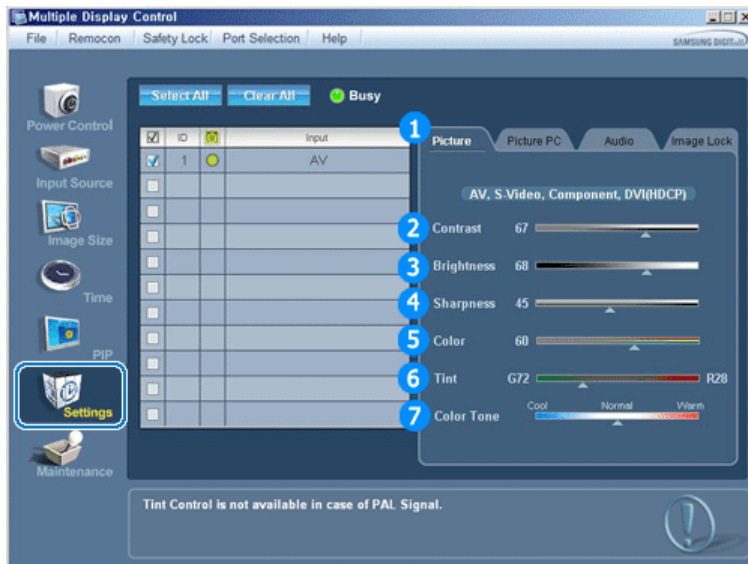 Multiple Display Control
File Remocon Safety Lock Port Selection Help
SAMSUNG DIGITall
Select All Clear All Busy
Power Control
Input Source
Image Size
Time
PIP
Settings
Maintenance
ID Input
1 AV
1 Picture Picture PC Audio Image Lock
AV, S-Video, Component, DVI(HDCP)
2 Contrast 67
3 Brightness 68
4 Sharpness 45
5 Color 60
6 Tint G72 R28
7 Color Tone Cool Normal Warm
Tint Control is not available in case of PAL Signal.